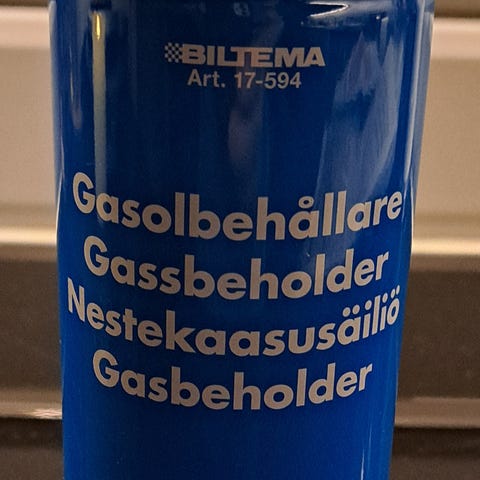 BILTEMA
Art. 17-594
Gasolbehållare
Gassbeholder
Nestekaasusäiliö
Gasbeholder